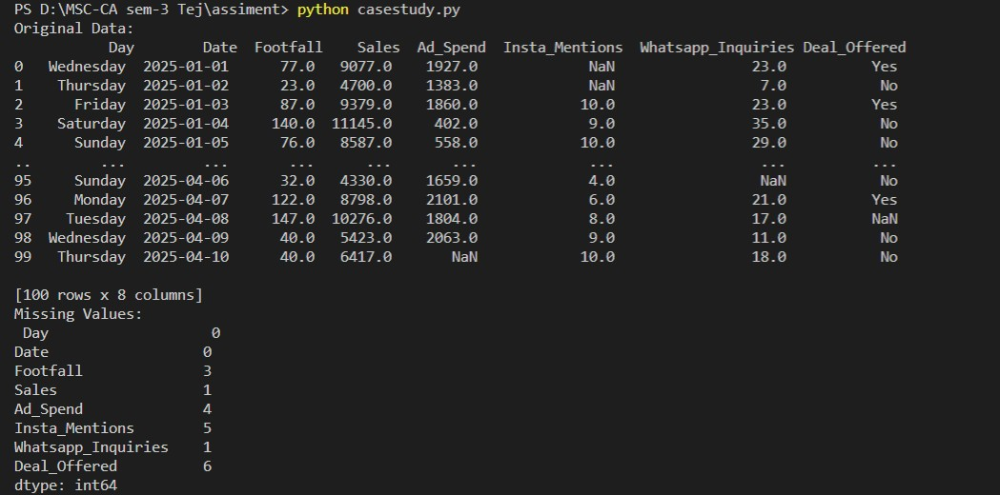 PS D:\MSC-CA sem-3 Tej\assiment> python casestudy.py
Original Data:
Day Date Footfall Sales Ad_Spend Insta_Mentions Whatsapp_Inquiries Deal_Offered
0 Wednesday 2025-01-01 77.0 9077.0 1927.0 NaN 23.0 Yes
1 Thursday 2025-01-02 23.0 4700.0 1383.0 NaN 7.0 No
2 Friday 2025-01-03 87.0 9379.0 1860.0 10.0 23.0 Yes
3 Saturday 2025-01-04 140.0 11145.0 402.0 9.0 35.0 No
4 Sunday 2025-01-05 76.0 8587.0 558.0 10.0 29.0 No
.. ... ... ... ... ... ... ... ...
95 Sunday 2025-04-06 32.0 4330.0 1659.0 4.0 NaN No
96 Monday 2025-04-07 122.0 8798.0 2101.0 6.0 21.0 Yes
97 Tuesday 2025-04-08 147.0 10276.0 1804.0 8.0 17.0 NaN
98 Wednesday 2025-04-09 40.0 5423.0 2063.0 9.0 11.0 No
99 Thursday 2025-04-10 40.0 6417.0 NaN 10.0 18.0 No
[100 rows x 8 columns]
Missing Values:
Day 0
Date 0
Footfall 3
Sales 1
Ad_Spend 4
Insta_Mentions 5
Whatsapp_Inquiries 1
Deal_Offered 6
dtype: int64